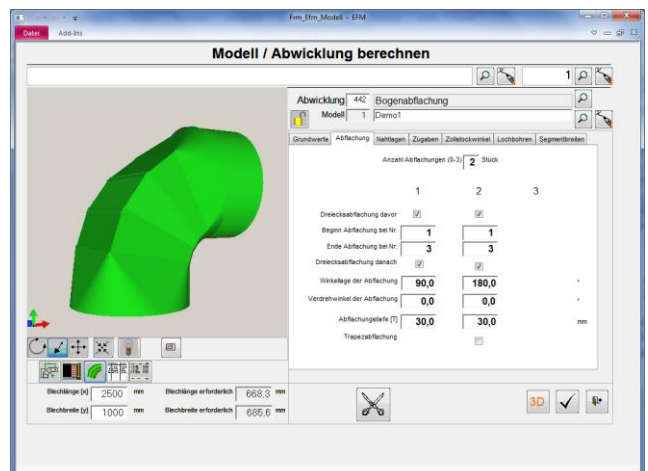 Frm_Efm_Modell - EFM
Datei Add-Ins
Modell / Abwicklung berechnen
1
Abwicklung 442 Bogenabflachung
Modell 1 Demo1
Grundwerte Abflachung Nahtlagen Zugaben Zollstockwinkel Lochbohren Segmentbreiten
Anzahl Abflachungen (0-3) 2 Stück
1 2 3
Dreiecksabflachung davor
Beginn Abflachung bei Nr. 1 1
Ende Abflachung bei Nr. 3 3
Dreiecksabflachung danach
Winkellage der Abflachung 90,0 180,0 °
Verdrehwinkel der Abflachung 0,0 0,0 °
Abflachungstiefe [T] 30,0 30,0 mm
Trapezabflachung
Blechlänge [x] 2500 mm Blechlänge erforderlich 668,3 mm
Blechbreite [y] 1000 mm Blechbreite erforderlich 685,6 mm
3D